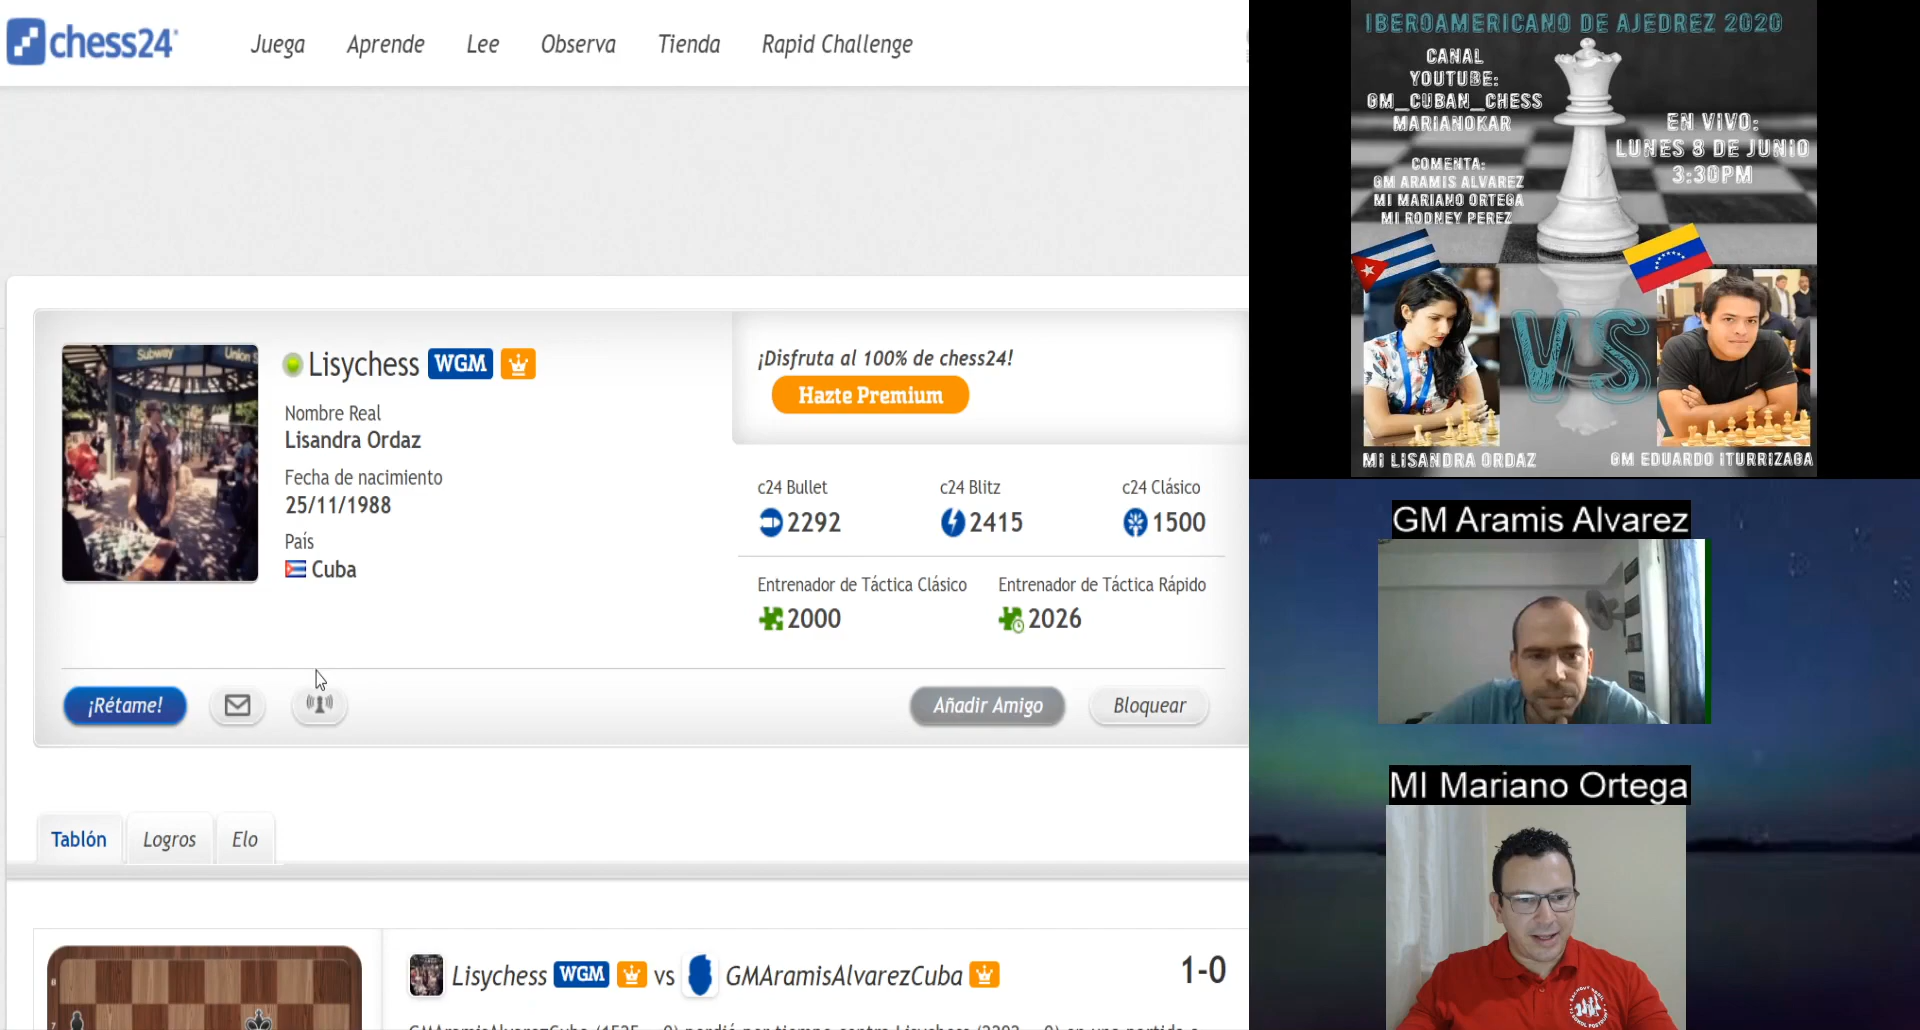 chess24
Juega Aprende Lee Observa Tienda Rapid Challenge
Subway Union
Lisychess WGM
Nombre Real
Lisandra Ordaz
Fecha de nacimiento
25/11/1988
País
Cuba
¡Disfruta al 100% de chess24!
Hazte Premium
c24 Bullet c24 Blitz c24 Clásico
2292 2415 1500
Entrenador de Táctica Clásico Entrenador de Táctica Rápido
2000 2026
¡Rétame! Añadir Amigo Bloquear
Tablón Logros Elo
Lisychess WGM vs GMAramisAlvarezCuba 1-0
8
7
IBEROAMERICANO DE AJEDREZ 2020
CANAL
YOUTUBE:
GM_CUBAN_CHESS
MARIANOKAR
EN VIVO:
LUNES 8 DE JUNIO
3:30PM
COMENTA:
GM ARAMIS ALVAREZ
MI MARIANO ORTEGA
MI RODNEY PEREZ
VS
MI LISANDRA ORDAZ GM EDUARDO ITURRIZAGA
GM Aramis Alvarez
MI Mariano Ortega